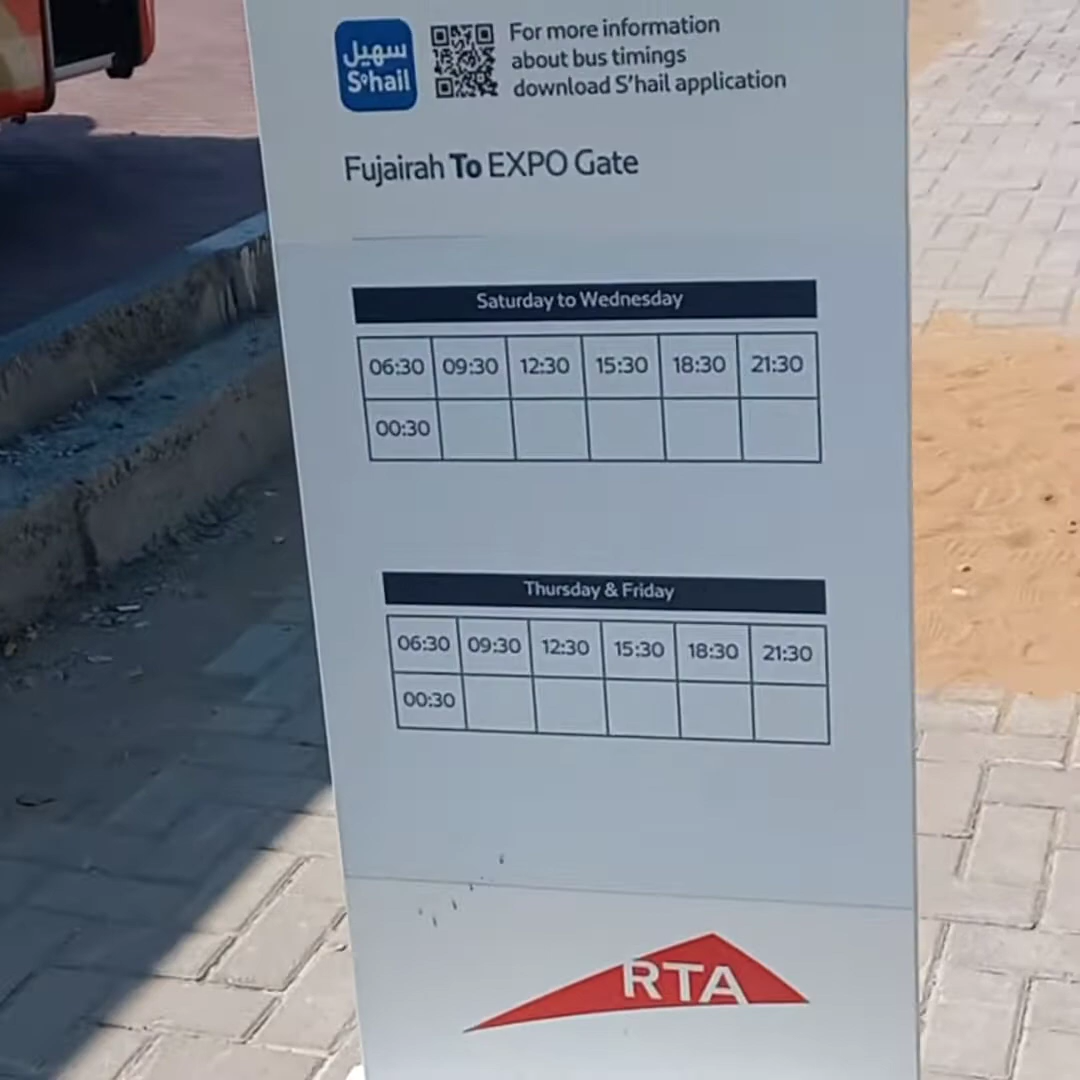 سهيل
S'hail
For more information
about bus timings
download S'hail application
Fujairah To EXPO Gate
Saturday to Wednesday
06:30 09:30 12:30 15:30 18:30 21:30
00:30
Thursday & Friday
06:30 09:30 12:30 15:30 18:30 21:30
00:30
RTA